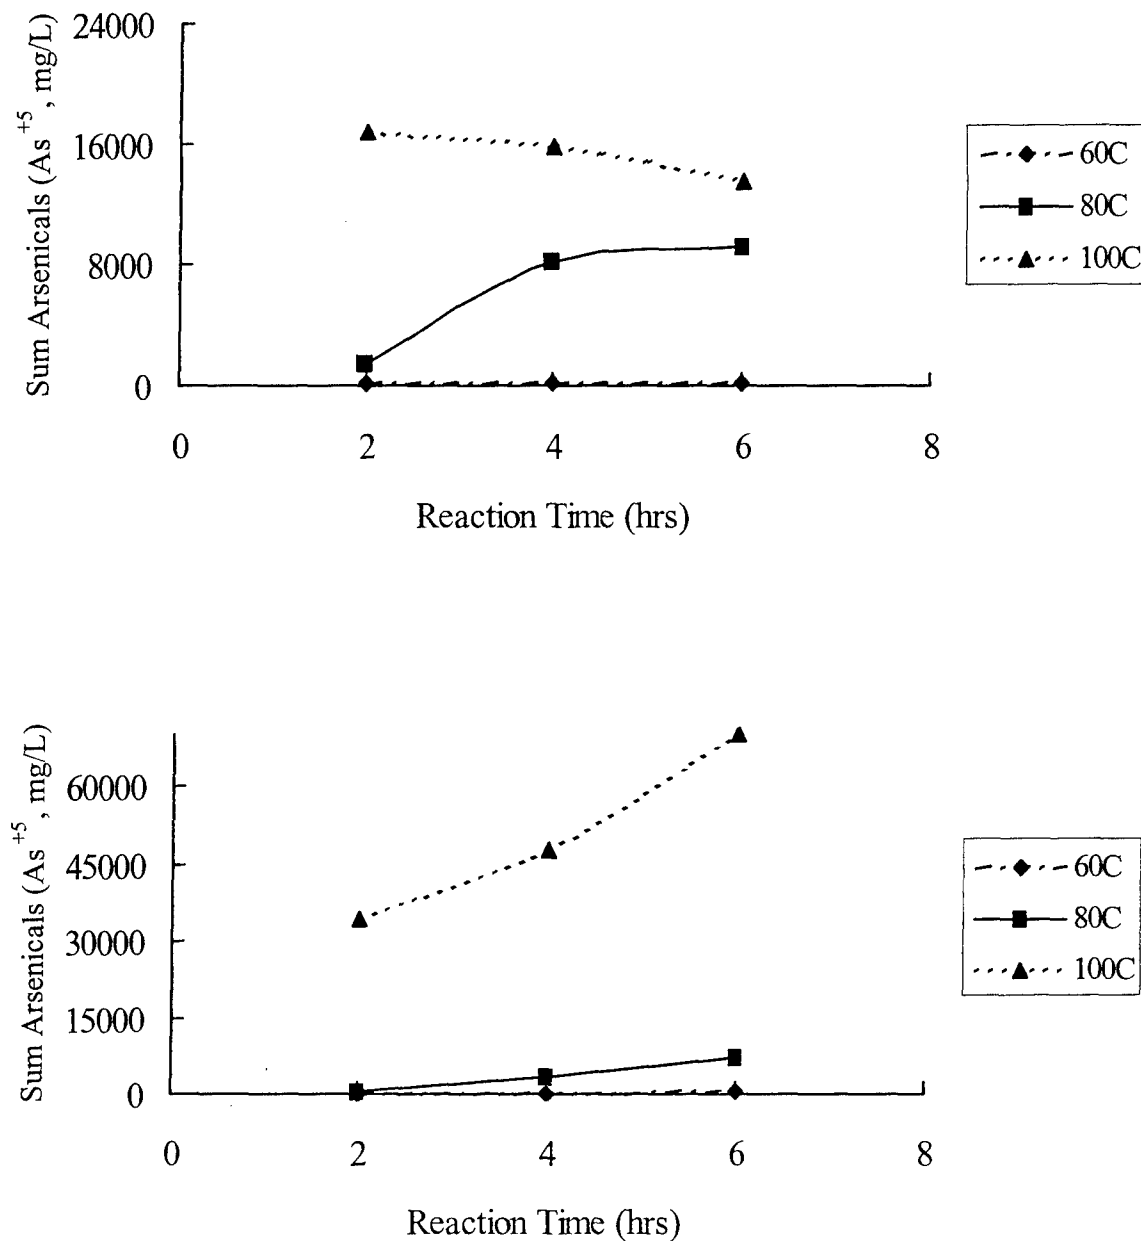 Sum Arsenicals (As +5, mg/L)
24000
16000
8000
0
0 2 4 6 8
Reaction Time (hrs)
60C
80C
100C
Sum Arsenicals (As +5, mg/L)
60000
45000
30000
15000
0
0 2 4 6 8
Reaction Time (hrs)
60C
80C
100C